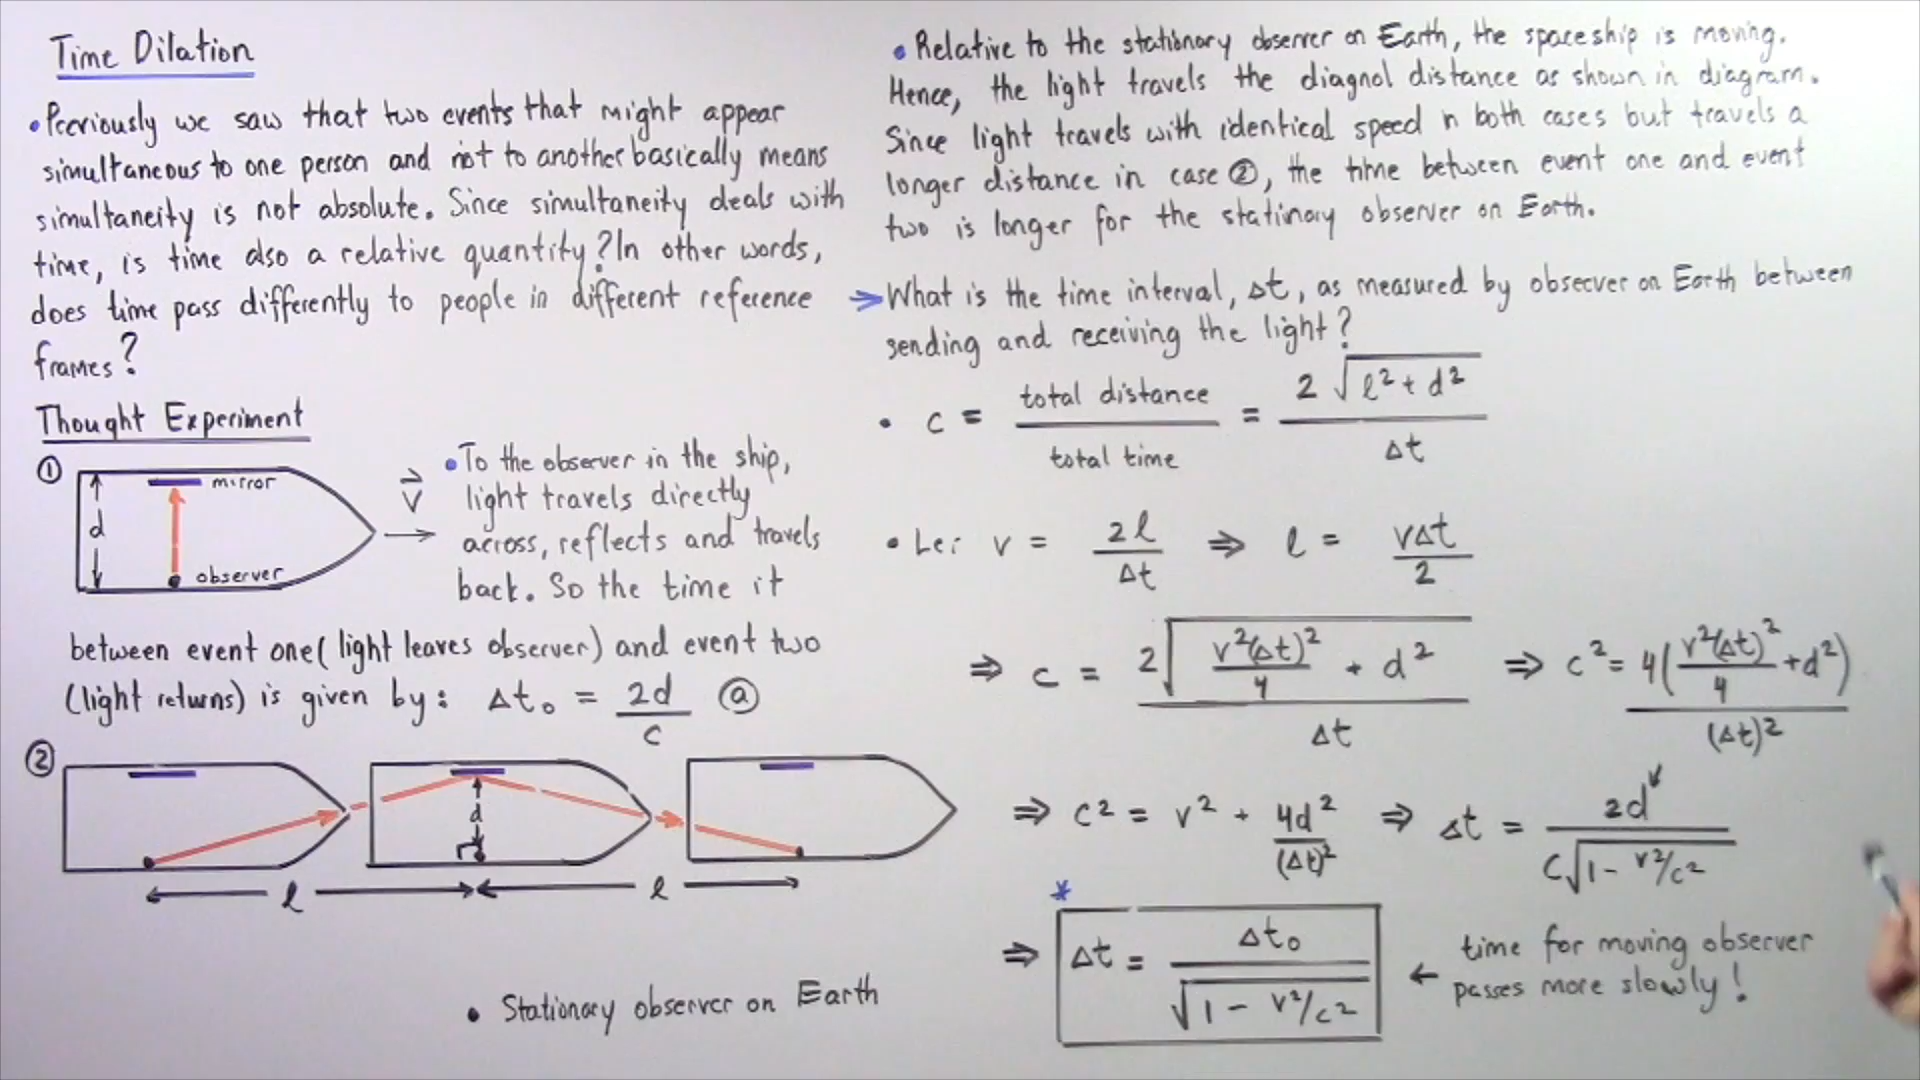 Time Dilation
• Previously we saw that two events that might appear
simultaneous to one person and not to another basically means
simultaneity is not absolute. Since simultaneity deals with
time, is time also a relative quantity? In other words,
does time pass differently to people in different reference
frames?
Thought Experiment
①
mirror
d
observer
v⃗
• To the observer in the ship,
light travels directly
across, reflects and travels
back. So the time it
between event one (light leaves observer) and event two
(light returns) is given by: Δt₀ = 2d/c ⓐ
②
d
l
l
• Stationary observer on Earth
• Relative to the stationary observer on Earth, the spaceship is moving.
Hence, the light travels the diagnol distance as shown in diagram.
Since light travels with identical speed n both cases but travels a
longer distance in case ②, the time between event one and event
two is longer for the stationary observer on Earth.
⇒ What is the time interval, Δt, as measured by observer on Earth between
sending and receiving the light?
• c = total distance / total time = 2√(l² + d²) / Δt
• Let v = 2l/Δt ⇒ l = vΔt/2
⇒ c = 2√(v²(Δt)²/4 + d²) / Δt ⇒ c² = 4(v²(Δt)²/4 + d²) / (Δt)²
⇒ c² = v² + 4d²/(Δt)² ⇒ Δt = 2d / c√(1 - v²/c²)
*
⇒ Δt = Δt₀ / √(1 - v²/c²) ← time for moving observer
passes more slowly!